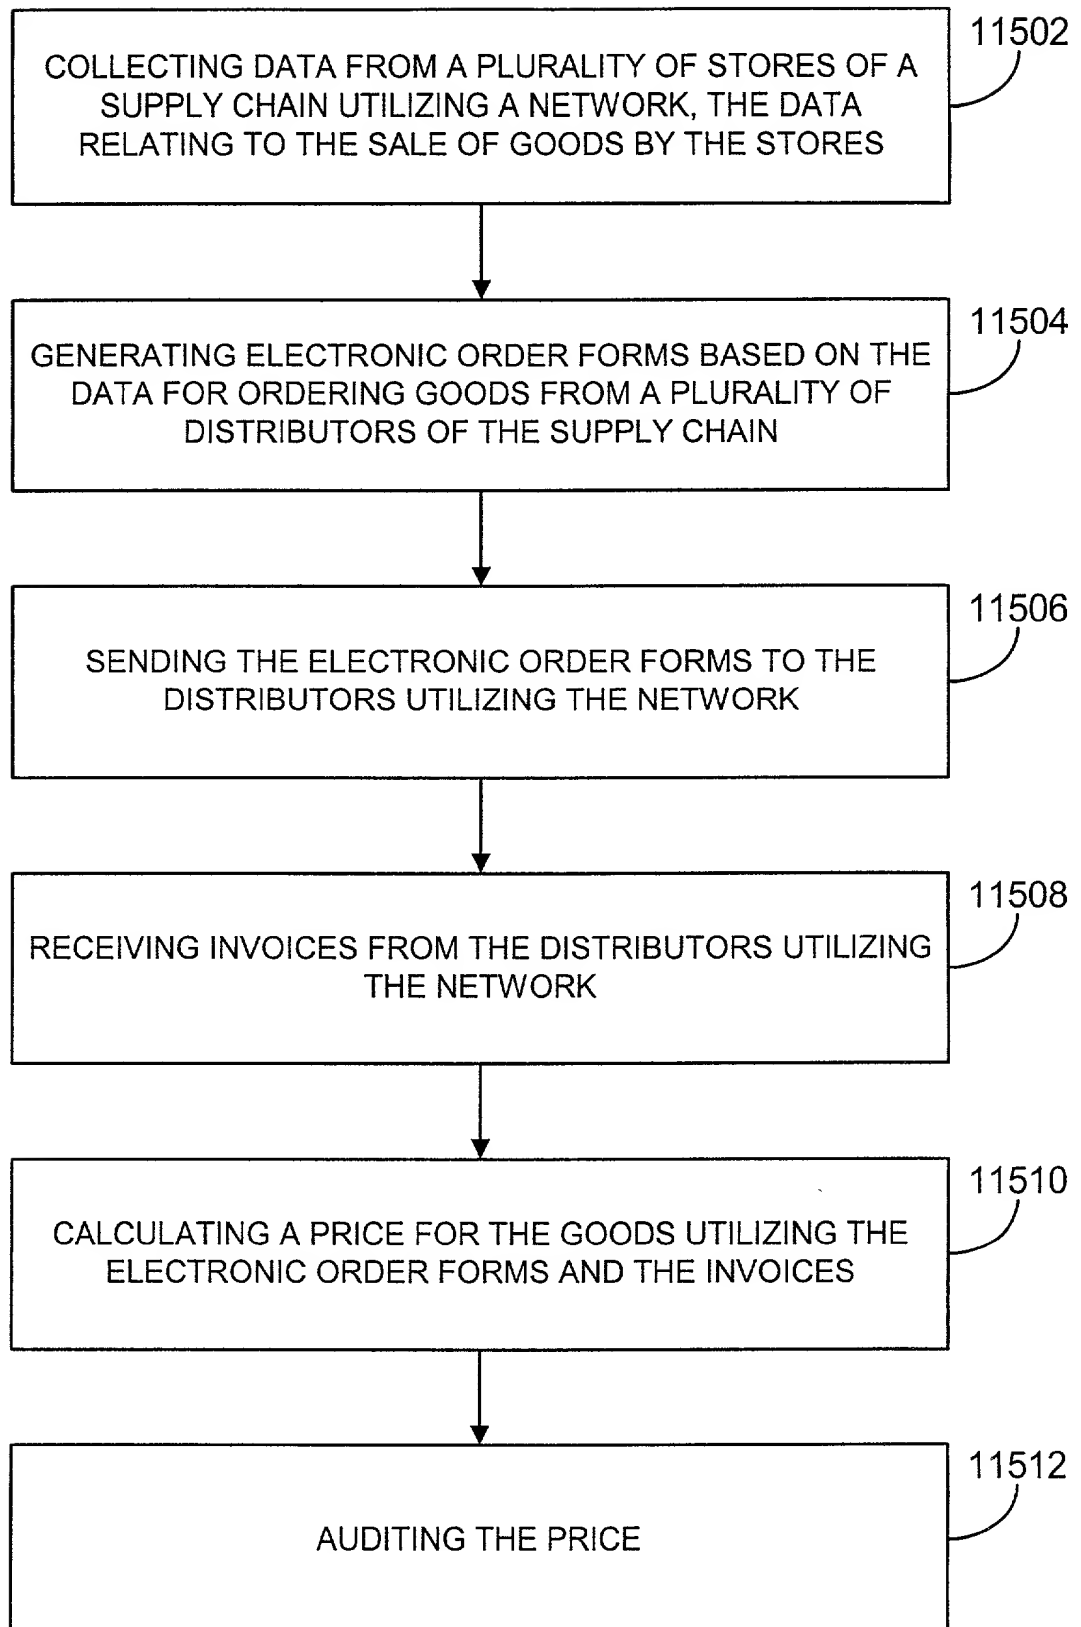 11502
COLLECTING DATA FROM A PLURALITY OF STORES OF A
SUPPLY CHAIN UTILIZING A NETWORK, THE DATA
RELATING TO THE SALE OF GOODS BY THE STORES
11504
GENERATING ELECTRONIC ORDER FORMS BASED ON THE
DATA FOR ORDERING GOODS FROM A PLURALITY OF
DISTRIBUTORS OF THE SUPPLY CHAIN
11506
SENDING THE ELECTRONIC ORDER FORMS TO THE
DISTRIBUTORS UTILIZING THE NETWORK
11508
RECEIVING INVOICES FROM THE DISTRIBUTORS UTILIZING
THE NETWORK
11510
CALCULATING A PRICE FOR THE GOODS UTILIZING THE
ELECTRONIC ORDER FORMS AND THE INVOICES
11512
AUDITING THE PRICE